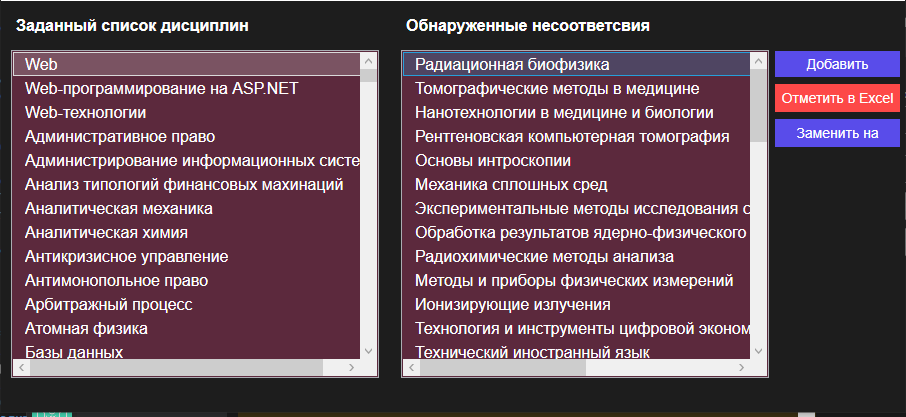 Заданный список дисциплин
Обнаруженные несоответсвия
Web
Web-программирование на ASP.NET
Web-технологии
Административное право
Администрирование информационных систе
Анализ типологий финансовых махинаций
Аналитическая механика
Аналитическая химия
Антикризисное управление
Антимонопольное право
Арбитражный процесс
Атомная физика
Базы данных
Радиационная биофизика
Томографические методы в медицине
Нанотехнологии в медицине и биологии
Рентгеновская компьютерная томография
Основы интроскопии
Механика сплошных сред
Экспериментальные методы исследования с
Обработка результатов ядерно-физического
Радиохимические методы анализа
Методы и приборы физических измерений
Ионизирующие излучения
Технология и инструменты цифровой эконом
Технический иностранный язык
Добавить
Отметить в Excel
Заменить на